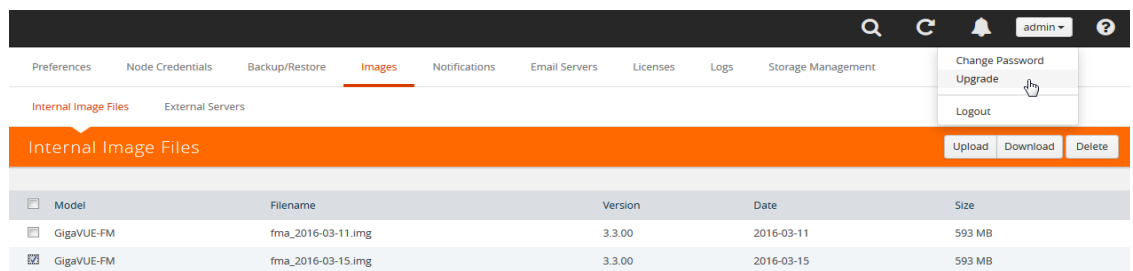 admin
Preferences Node Credentials Backup/Restore Images Notifications Email Servers Licenses Logs Storage Management
Change Password
Upgrade
Logout
Internal Image Files External Servers
Internal Image Files Upload Download Delete
Model Filename Version Date Size
GigaVUE-FM fma_2016-03-11.img 3.3.00 2016-03-11 593 MB
GigaVUE-FM fma_2016-03-15.img 3.3.00 2016-03-15 593 MB